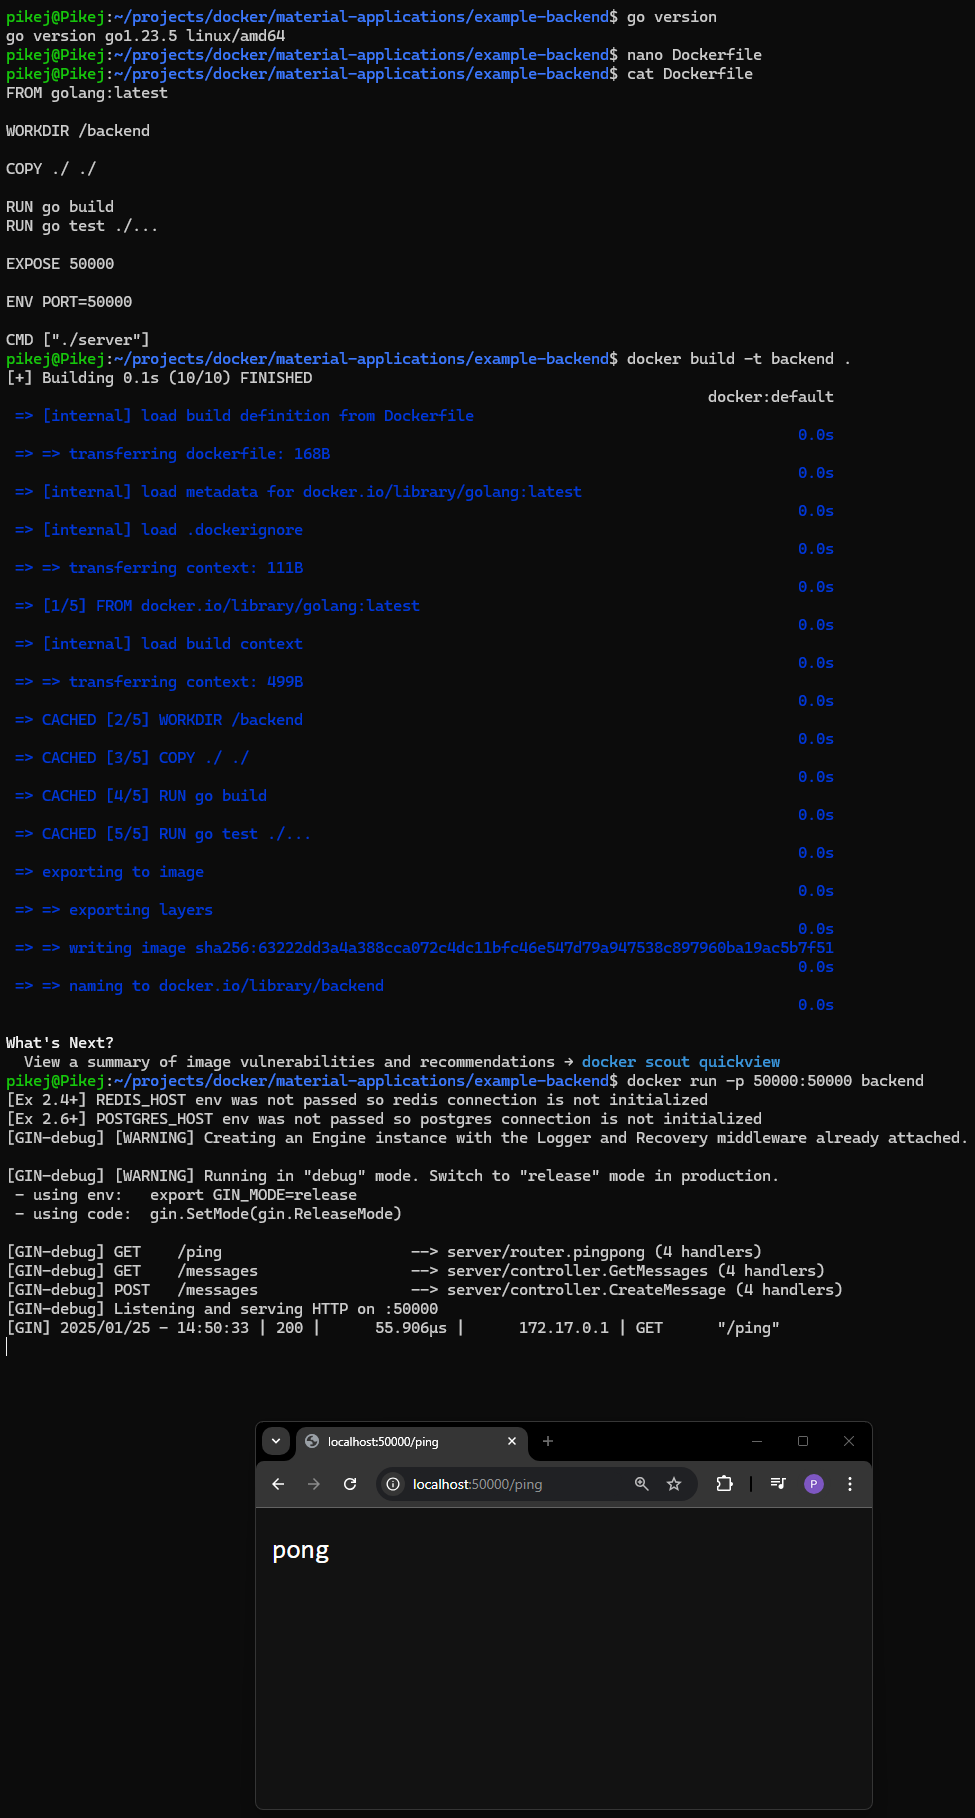 pikej@Pikej:~/projects/docker/material-applications/example-backend$ go version
go version go1.23.5 linux/amd64
pikej@Pikej:~/projects/docker/material-applications/example-backend$ nano Dockerfile
pikej@Pikej:~/projects/docker/material-applications/example-backend$ cat Dockerfile
FROM golang:latest
WORKDIR /backend
COPY ./ ./
RUN go build
RUN go test ./...
EXPOSE 50000
ENV PORT=50000
CMD ["./server"]
pikej@Pikej:~/projects/docker/material-applications/example-backend$ docker build -t backend .
[+] Building 0.1s (10/10) FINISHED
docker:default
=> [internal] load build definition from Dockerfile
0.0s
=> => transferring dockerfile: 168B
0.0s
=> [internal] load metadata for docker.io/library/golang:latest
0.0s
=> [internal] load .dockerignore
0.0s
=> => transferring context: 111B
0.0s
=> [1/5] FROM docker.io/library/golang:latest
0.0s
=> [internal] load build context
0.0s
=> => transferring context: 499B
0.0s
=> CACHED [2/5] WORKDIR /backend
0.0s
=> CACHED [3/5] COPY ./ ./
0.0s
=> CACHED [4/5] RUN go build
0.0s
=> CACHED [5/5] RUN go test ./...
0.0s
=> exporting to image
0.0s
=> => exporting layers
0.0s
=> => writing image sha256:63222dd3a4a388cca072c4dc11bfc46e547d79a947538c897960ba19ac5b7f51
0.0s
=> => naming to docker.io/library/backend
0.0s
What's Next?
View a summary of image vulnerabilities and recommendations → docker scout quickview
pikej@Pikej:~/projects/docker/material-applications/example-backend$ docker run -p 50000:50000 backend
[Ex 2.4+] REDIS_HOST env was not passed so redis connection is not initialized
[Ex 2.6+] POSTGRES_HOST env was not passed so postgres connection is not initialized
[GIN-debug] [WARNING] Creating an Engine instance with the Logger and Recovery middleware already attached.
[GIN-debug] [WARNING] Running in "debug" mode. Switch to "release" mode in production.
- using env:   export GIN_MODE=release
- using code:  gin.SetMode(gin.ReleaseMode)
[GIN-debug] GET    /ping                     --> server/router.pingpong (4 handlers)
[GIN-debug] GET    /messages                 --> server/controller.GetMessages (4 handlers)
[GIN-debug] POST   /messages                 --> server/controller.CreateMessage (4 handlers)
[GIN-debug] Listening and serving HTTP on :50000
[GIN] 2025/01/25 - 14:50:33 | 200 |      55.906µs |      172.17.0.1 | GET      "/ping"
localhost:50000/ping
localhost:50000/ping
P
pong